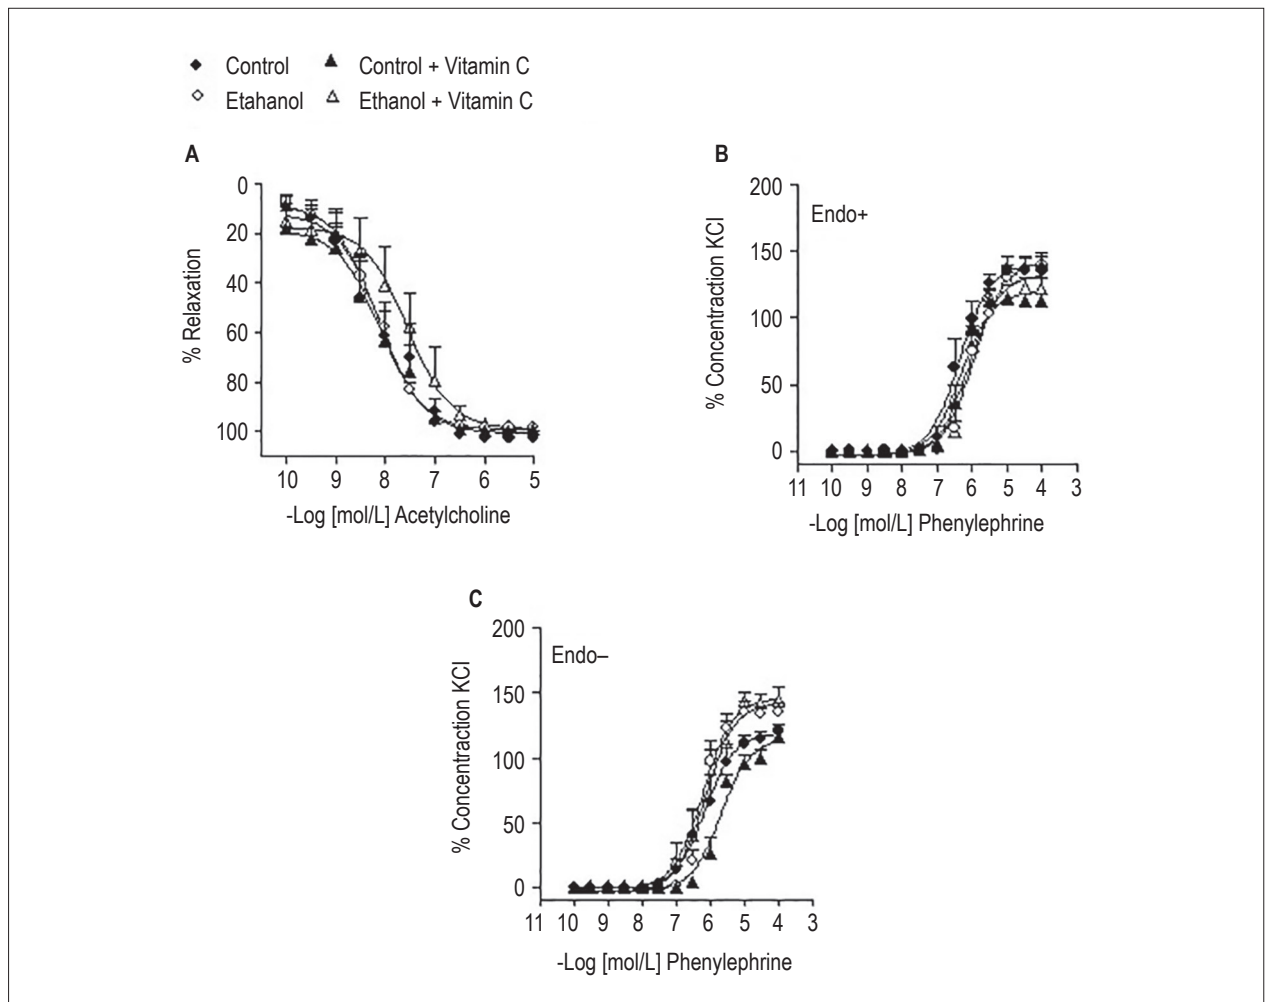 Control
Control + Vitamin C
Etahanol
Ethanol + Vitamin C
A
0
20
40
60
80
100
% Relaxation
10 9 8 7 6 5
-Log [mol/L] Acetylcholine
B
200
150
100
50
0
Endo+
% Concentraction KCl
11 10 9 8 7 6 5 4 3
-Log [mol/L] Phenylephrine
C
200
150
100
50
0
Endo–
% Concentraction KCl
11 10 9 8 7 6 5 4 3
-Log [mol/L] Phenylephrine